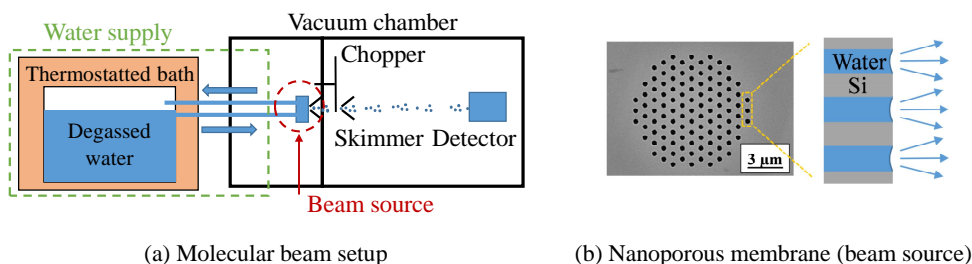 Vacuum chamber
Water supply
Chopper
Thermostatted bath
Degassed
water
Skimmer
Detector
Beam source
(a) Molecular beam setup
Water
Si
3 µm
(b) Nanoporous membrane (beam source)